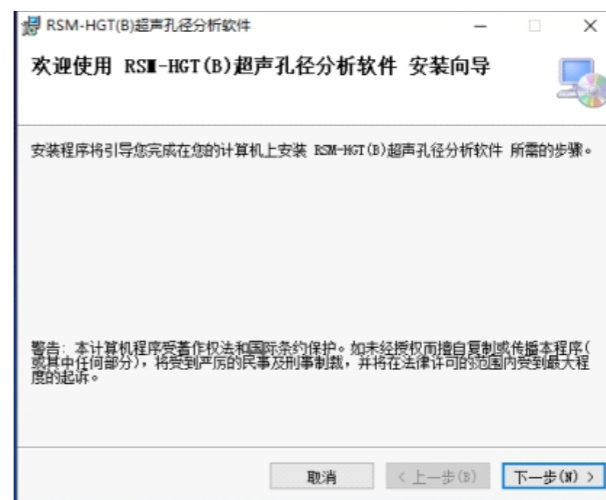 RSM-HGT(B)超声孔径分析软件
欢迎使用 RSM-HGT(B)超声孔径分析软件 安装向导
安装程序将引导您完成在您的计算机上安装 RSM-HGT(B)超声孔径分析软件 所需的步骤。
警告: 本计算机程序受著作权法和国际条约保护。如未经授权而擅自复制或传播本程序(
或其中任何部分)，将受到严厉的民事及刑事制裁，并将在法律许可的范围内受到最大程
度的起诉。
取消
< 上一步(B)
下一步(N) >